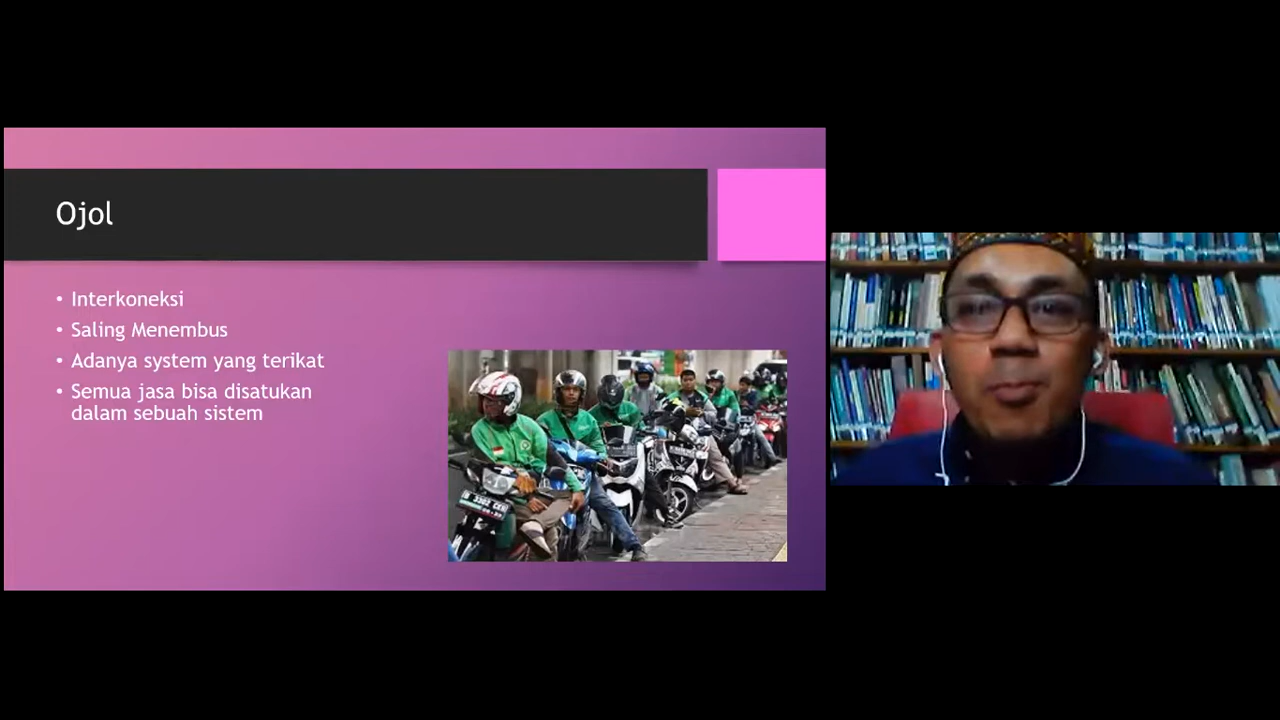 Ojol
• Interkoneksi
• Saling Menembus
• Adanya system yang terikat
• Semua jasa bisa disatukan
dalam sebuah sistem